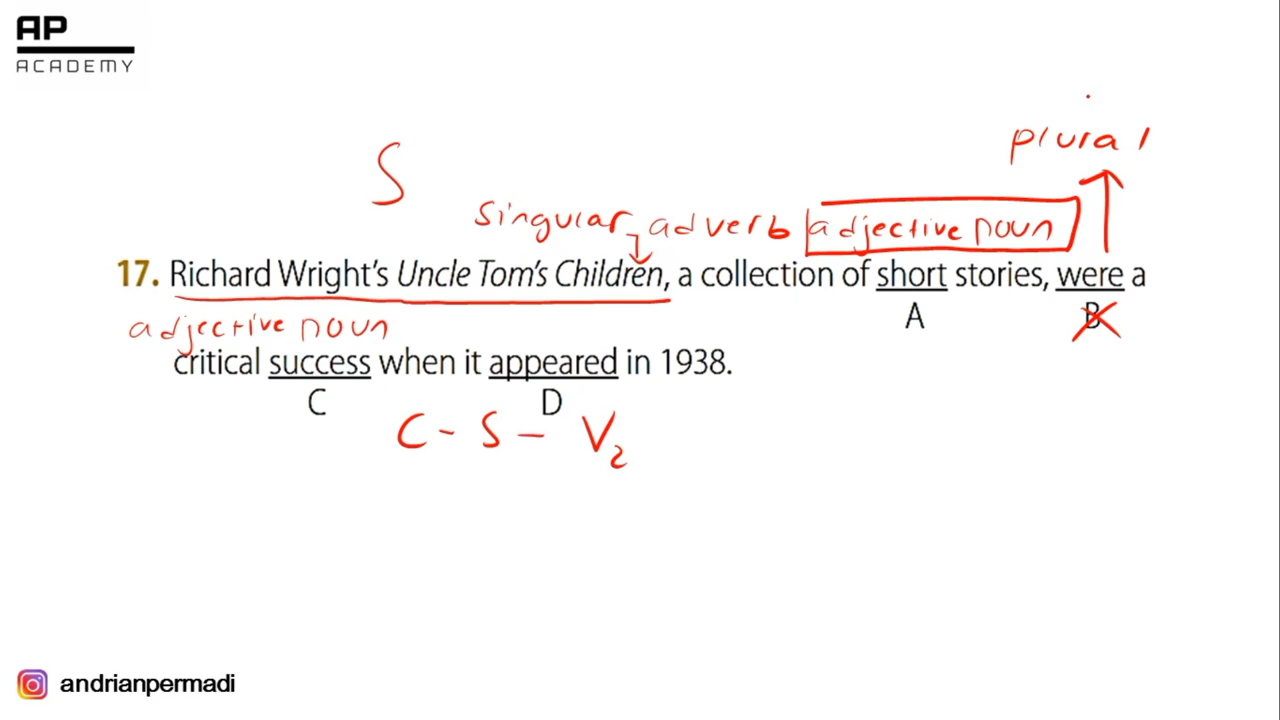 AP
ACADEMY
plural
S
singular adverb adjective noun
17. Richard Wright's Uncle Tom's Children, a collection of short stories, were a
A B
adjective noun
critical success when it appeared in 1938.
C D
C - S - V2
andrianpermadi